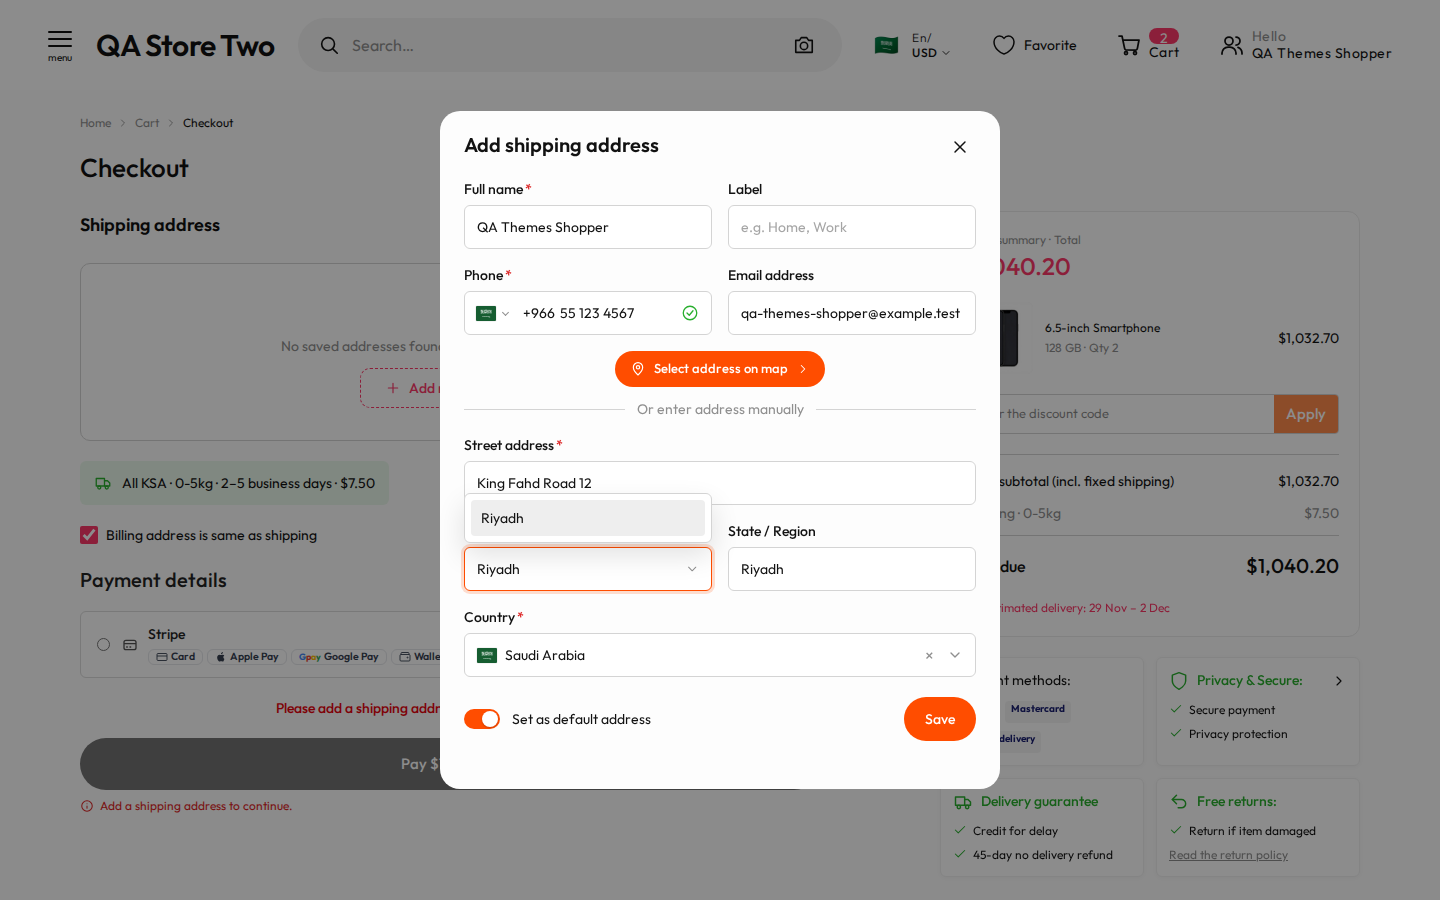 menu
QA Store Two
Search...
En/
USD
Favorite
2
Cart
Hello
QA Themes Shopper
Home > Cart > Checkout
Checkout
Shipping address
No saved addresses foun
Add
All KSA · 0-5kg · 2–5 business days · $7.50
Billing address is same as shipping
Payment details
Stripe
Card
Apple Pay
GPay Google Pay
Walle
Please add a shipping addr
Pay $
Add a shipping address to continue.
Add shipping address
Full name *
QA Themes Shopper
Label
e.g. Home, Work
Phone *
+966 55 123 4567
Email address
qa-themes-shopper@example.test
Select address on map
Or enter address manually
Street address *
King Fahd Road 12
Riyadh
Riyadh
State / Region
Riyadh
Country *
Saudi Arabia
Set as default address
Save
summary · Total
040.20
6.5-inch Smartphone
128 GB · Qty 2
$1,032.70
r the discount code
Apply
subtotal (incl. fixed shipping)
$1,032.70
ng · 0-5kg
$7.50
due
$1,040.20
imated delivery: 29 Nov – 2 Dec
nt methods:
Mastercard
delivery
Privacy & Secure:
Secure payment
Privacy protection
Delivery guarantee
Credit for delay
45-day no delivery refund
Free returns:
Return if item damaged
Read the return policy